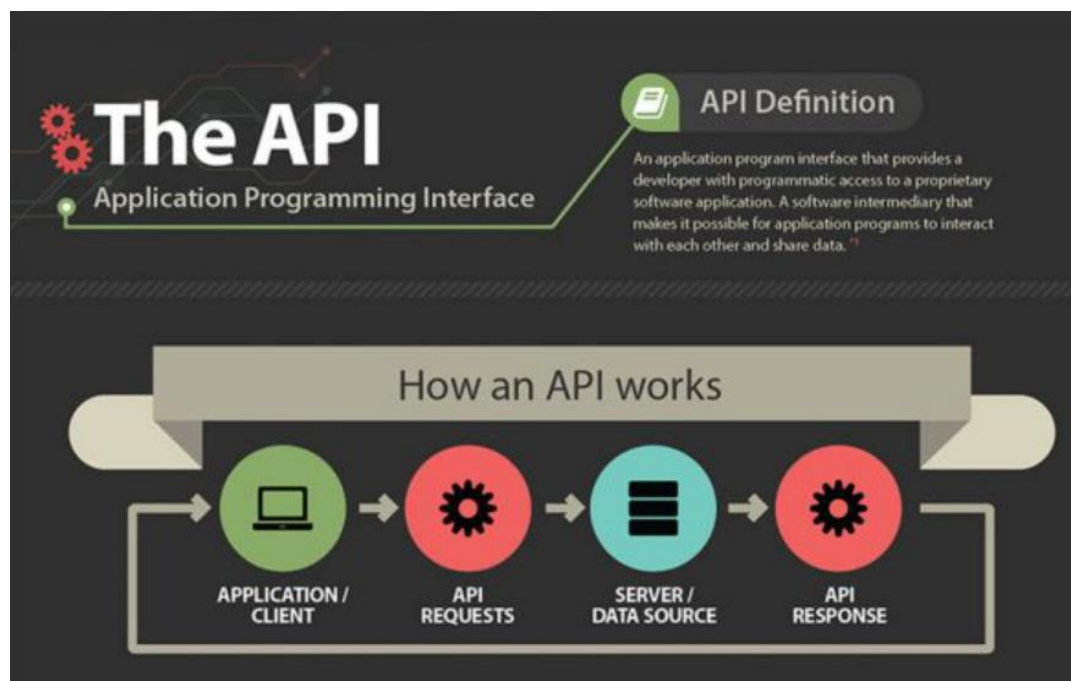 The API
Application Programming Interface
API Definition
An application program interface that provides a
developer with programmatic access to a proprietary
software application. A software intermediary that
makes it possible for application programs to interact
with each other and share data. *1
How an API works
APPLICATION /
CLIENT
API
REQUESTS
SERVER /
DATA SOURCE
API
RESPONSE